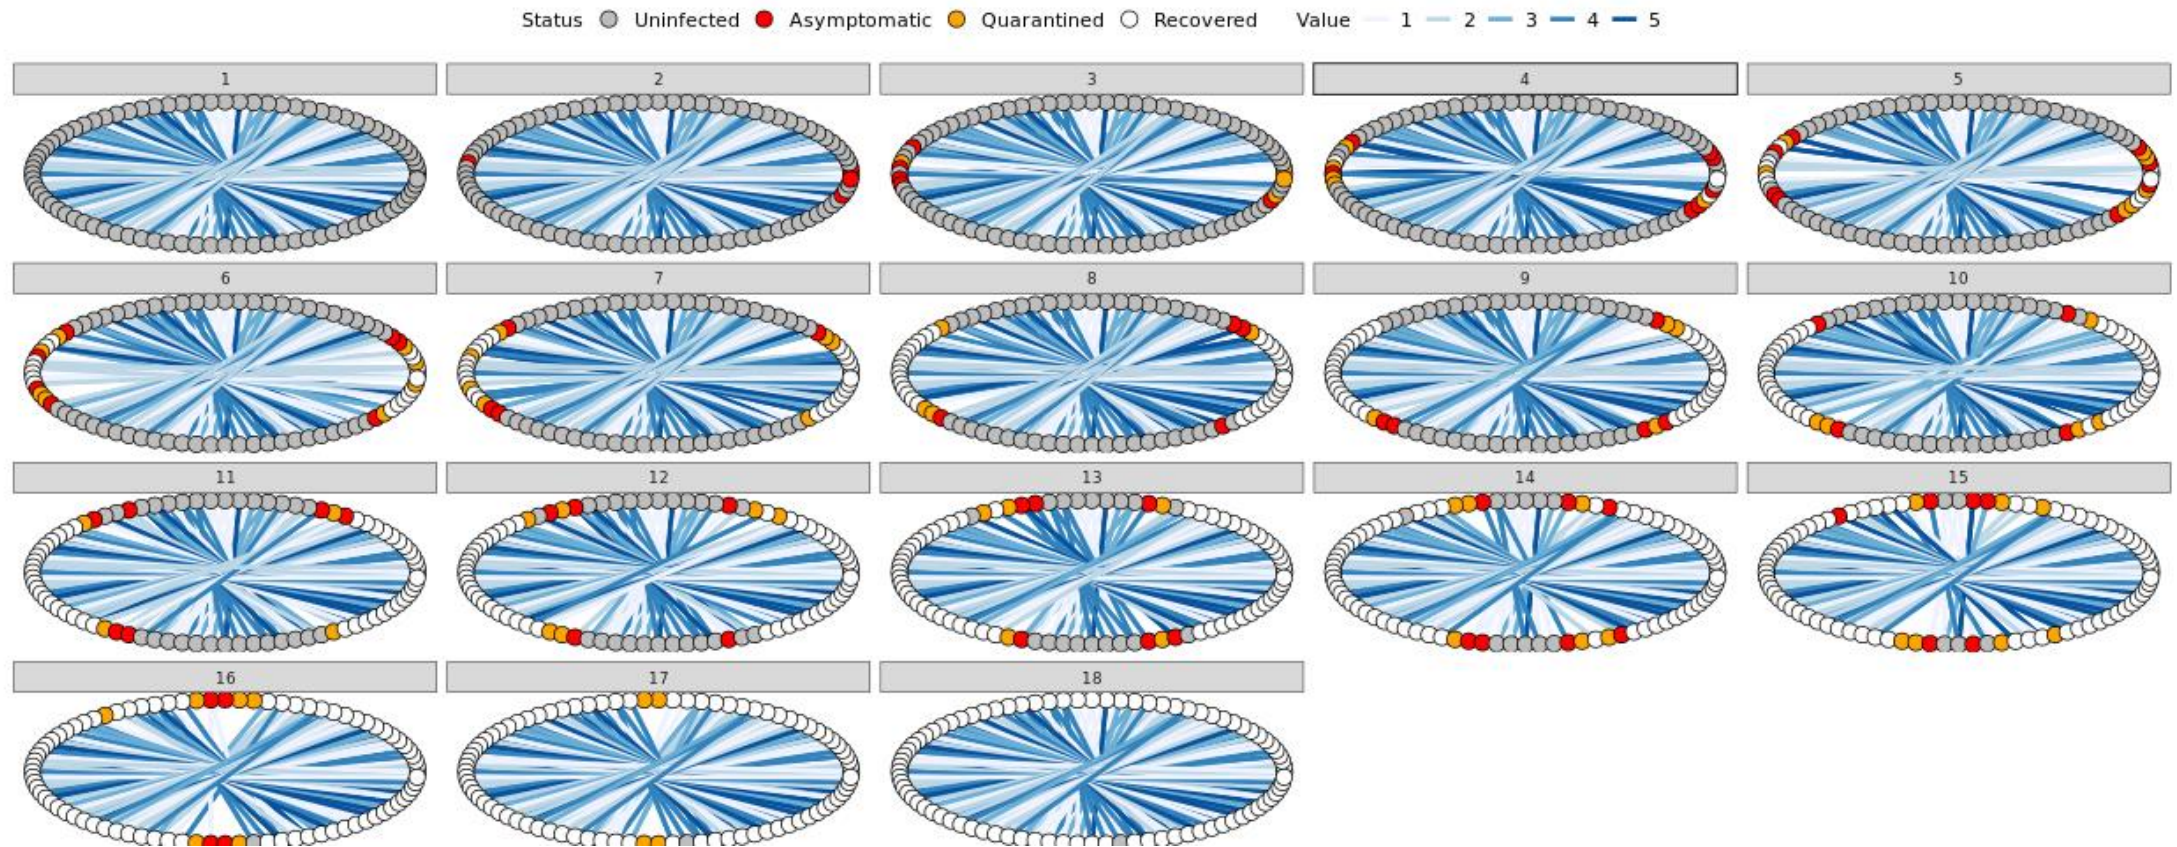 Status Uninfected Asymptomatic Quarantined Recovered Value 1 2 3 4 5
1 2 3 4 5
6 7 8 9 10
11 12 13 14 15
16 17 18